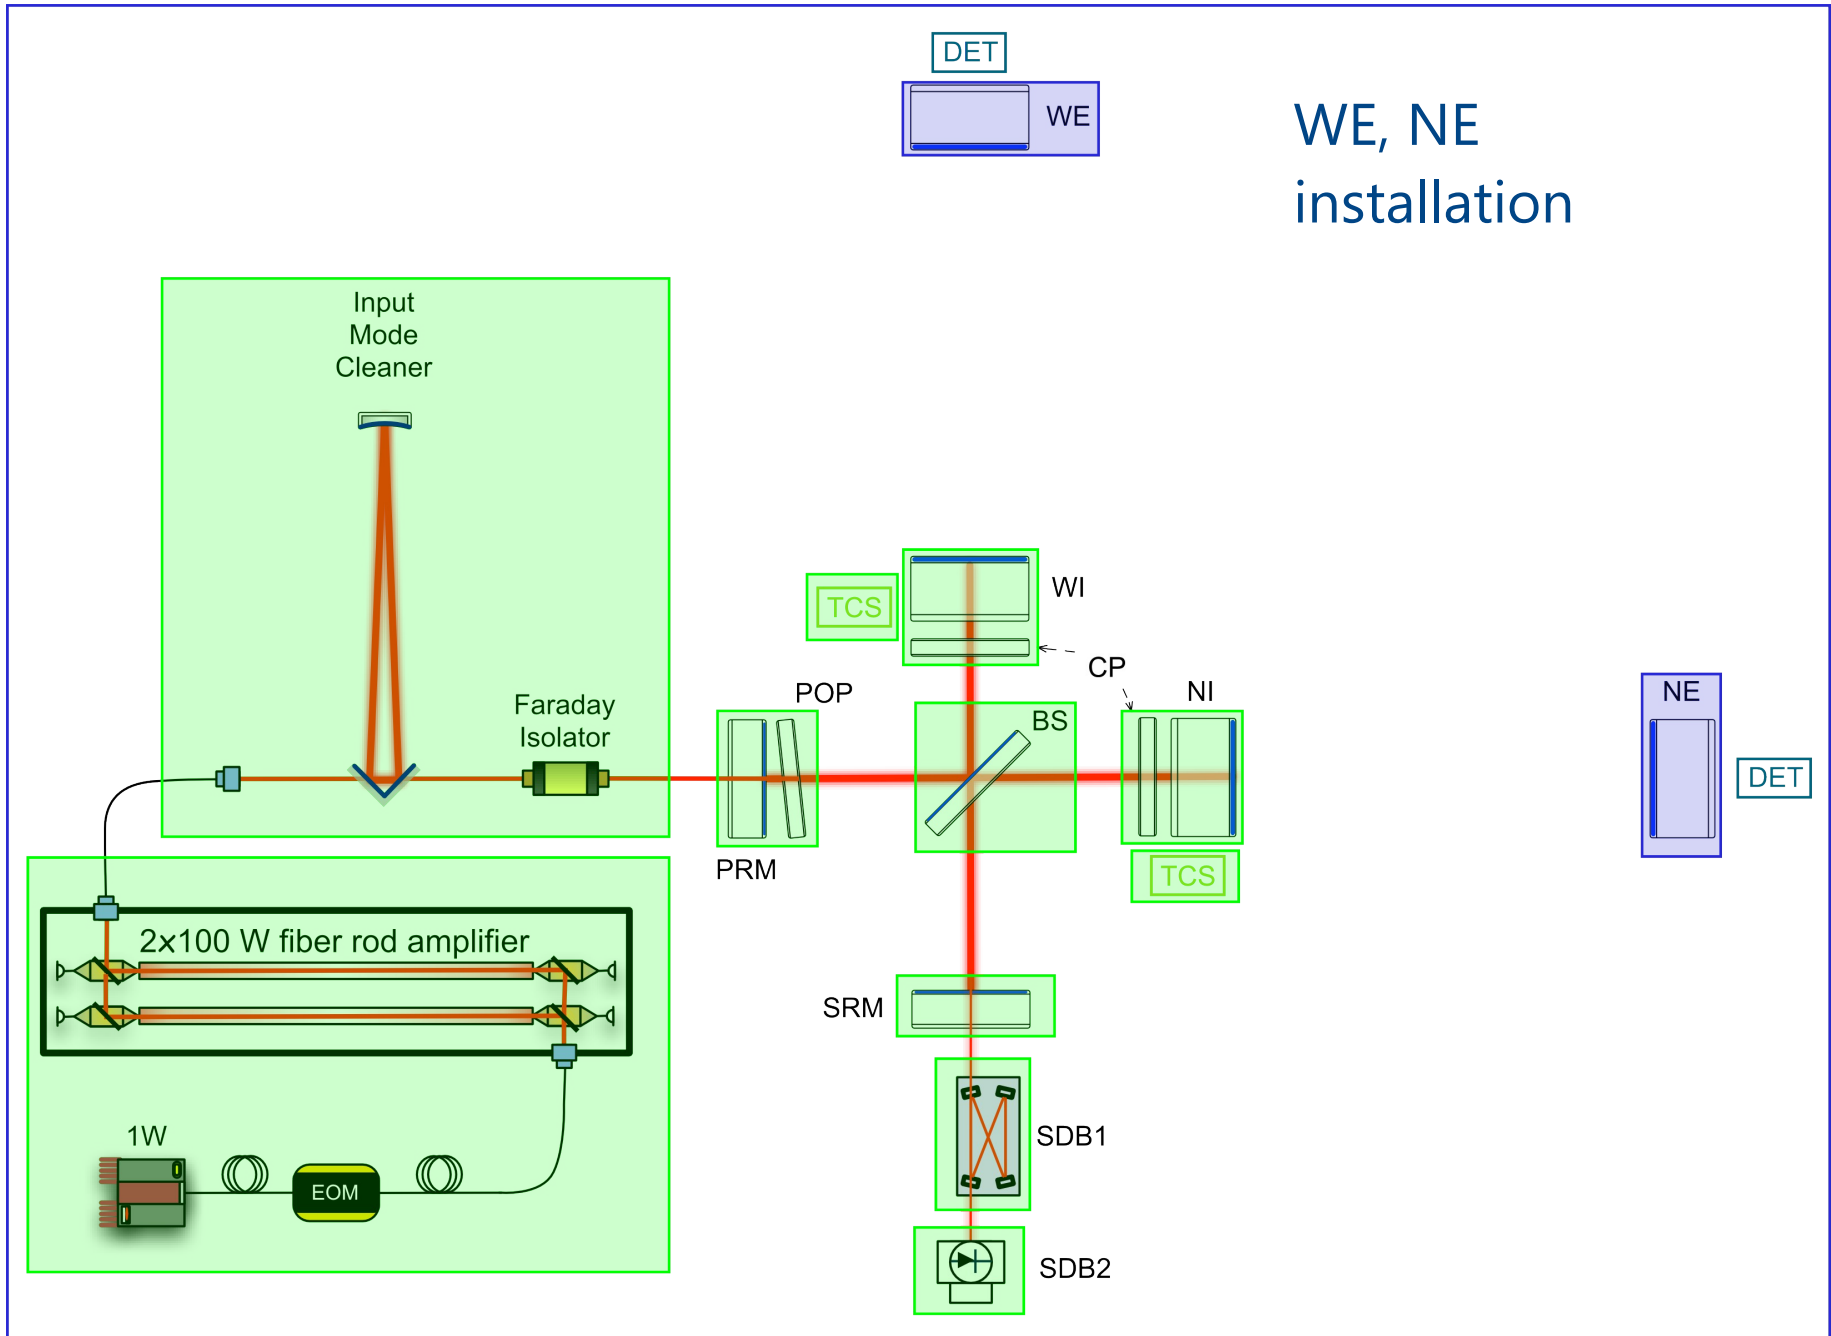 DET
WE
WE, NE
installation
Input
Mode
Cleaner
TCS
WI
CP
POP
NI
NE
Faraday
Isolator
BS
DET
PRM
TCS
2x100 W fiber rod amplifier
SRM
1W
EOM
SDB1
SDB2